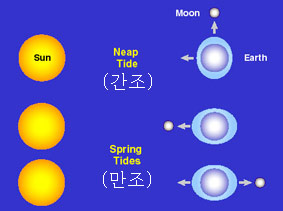 Moon
Sun
Neap
Tide
(간조)
Earth
Spring
Tides
(만조)